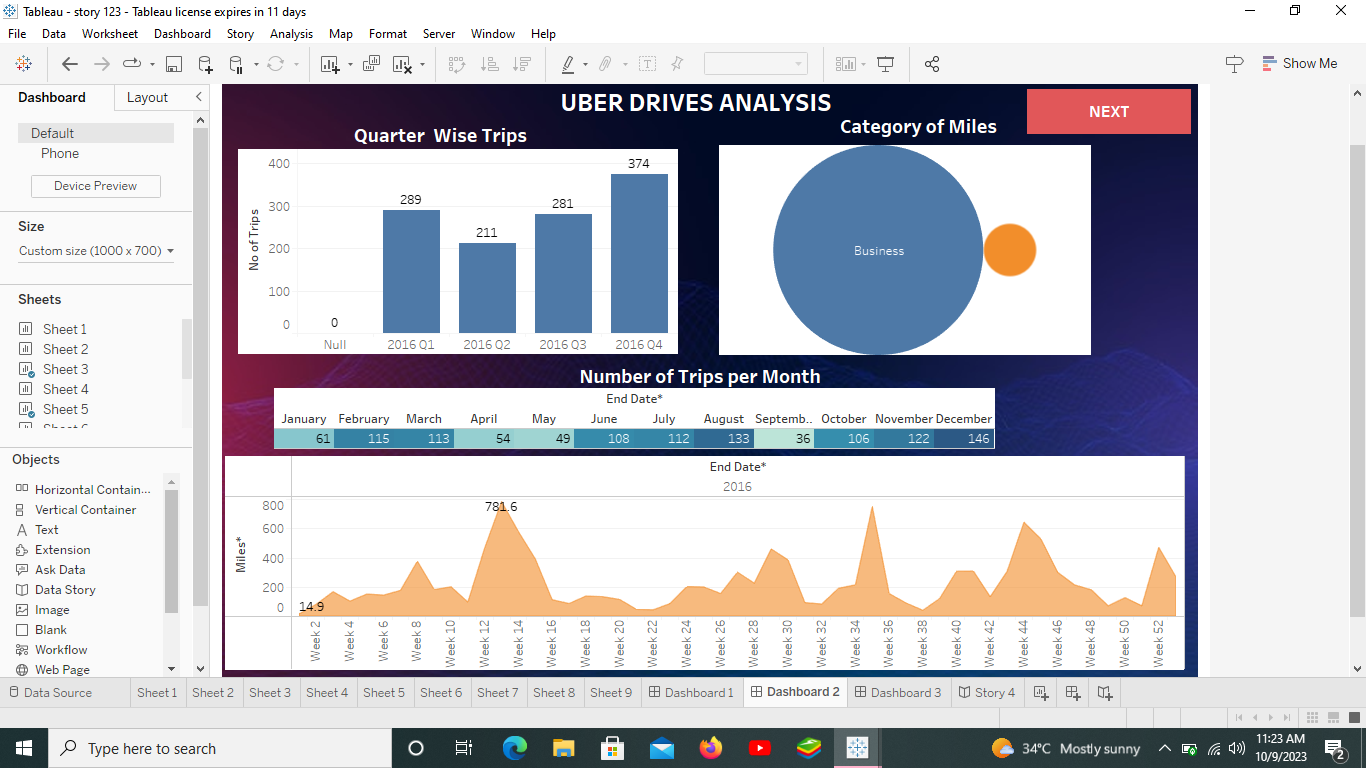 Tableau - story 123 - Tableau license expires in 11 days
File Data Worksheet Dashboard Story Analysis Map Format Server Window Help
Show Me
Dashboard Layout
Default
Phone
Device Preview
Size
Custom size (1000 x 700)
Sheets
Sheet 1
Sheet 2
Sheet 3
Sheet 4
Sheet 5
Objects
Horizontal Contain...
Vertical Container
Text
Extension
Ask Data
Data Story
Image
Blank
Workflow
Web Page
UBER DRIVES ANALYSIS
NEXT
Quarter Wise Trips
No of Trips
400
300
200
100
0
0
289
211
281
374
Null 2016 Q1 2016 Q2 2016 Q3 2016 Q4
Category of Miles
Business
Number of Trips per Month
End Date*
January February March April May June July August Septemb.. October November December
61 115 113 54 49 108 112 133 36 106 122 146
End Date*
2016
Miles*
800
600
400
200
0
781.6
14.9
Week 2 Week 4 Week 6 Week 8 Week 10 Week 12 Week 14 Week 16 Week 18 Week 20 Week 22 Week 24 Week 26 Week 28 Week 30 Week 32 Week 34 Week 36 Week 38 Week 40 Week 42 Week 44 Week 46 Week 48 Week 50 Week 52
Data Source Sheet 1 Sheet 2 Sheet 3 Sheet 4 Sheet 5 Sheet 6 Sheet 7 Sheet 8 Sheet 9 Dashboard 1 Dashboard 2 Dashboard 3 Story 4
Type here to search
34°C Mostly sunny
11:23 AM
10/9/2023
2